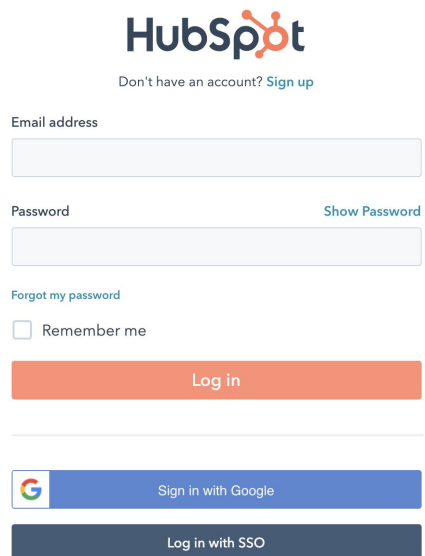 HubSpot
Don't have an account? Sign up
Email address
Password Show Password
Forgot my password
Remember me
Log in
G Sign in with Google
Log in with SSO